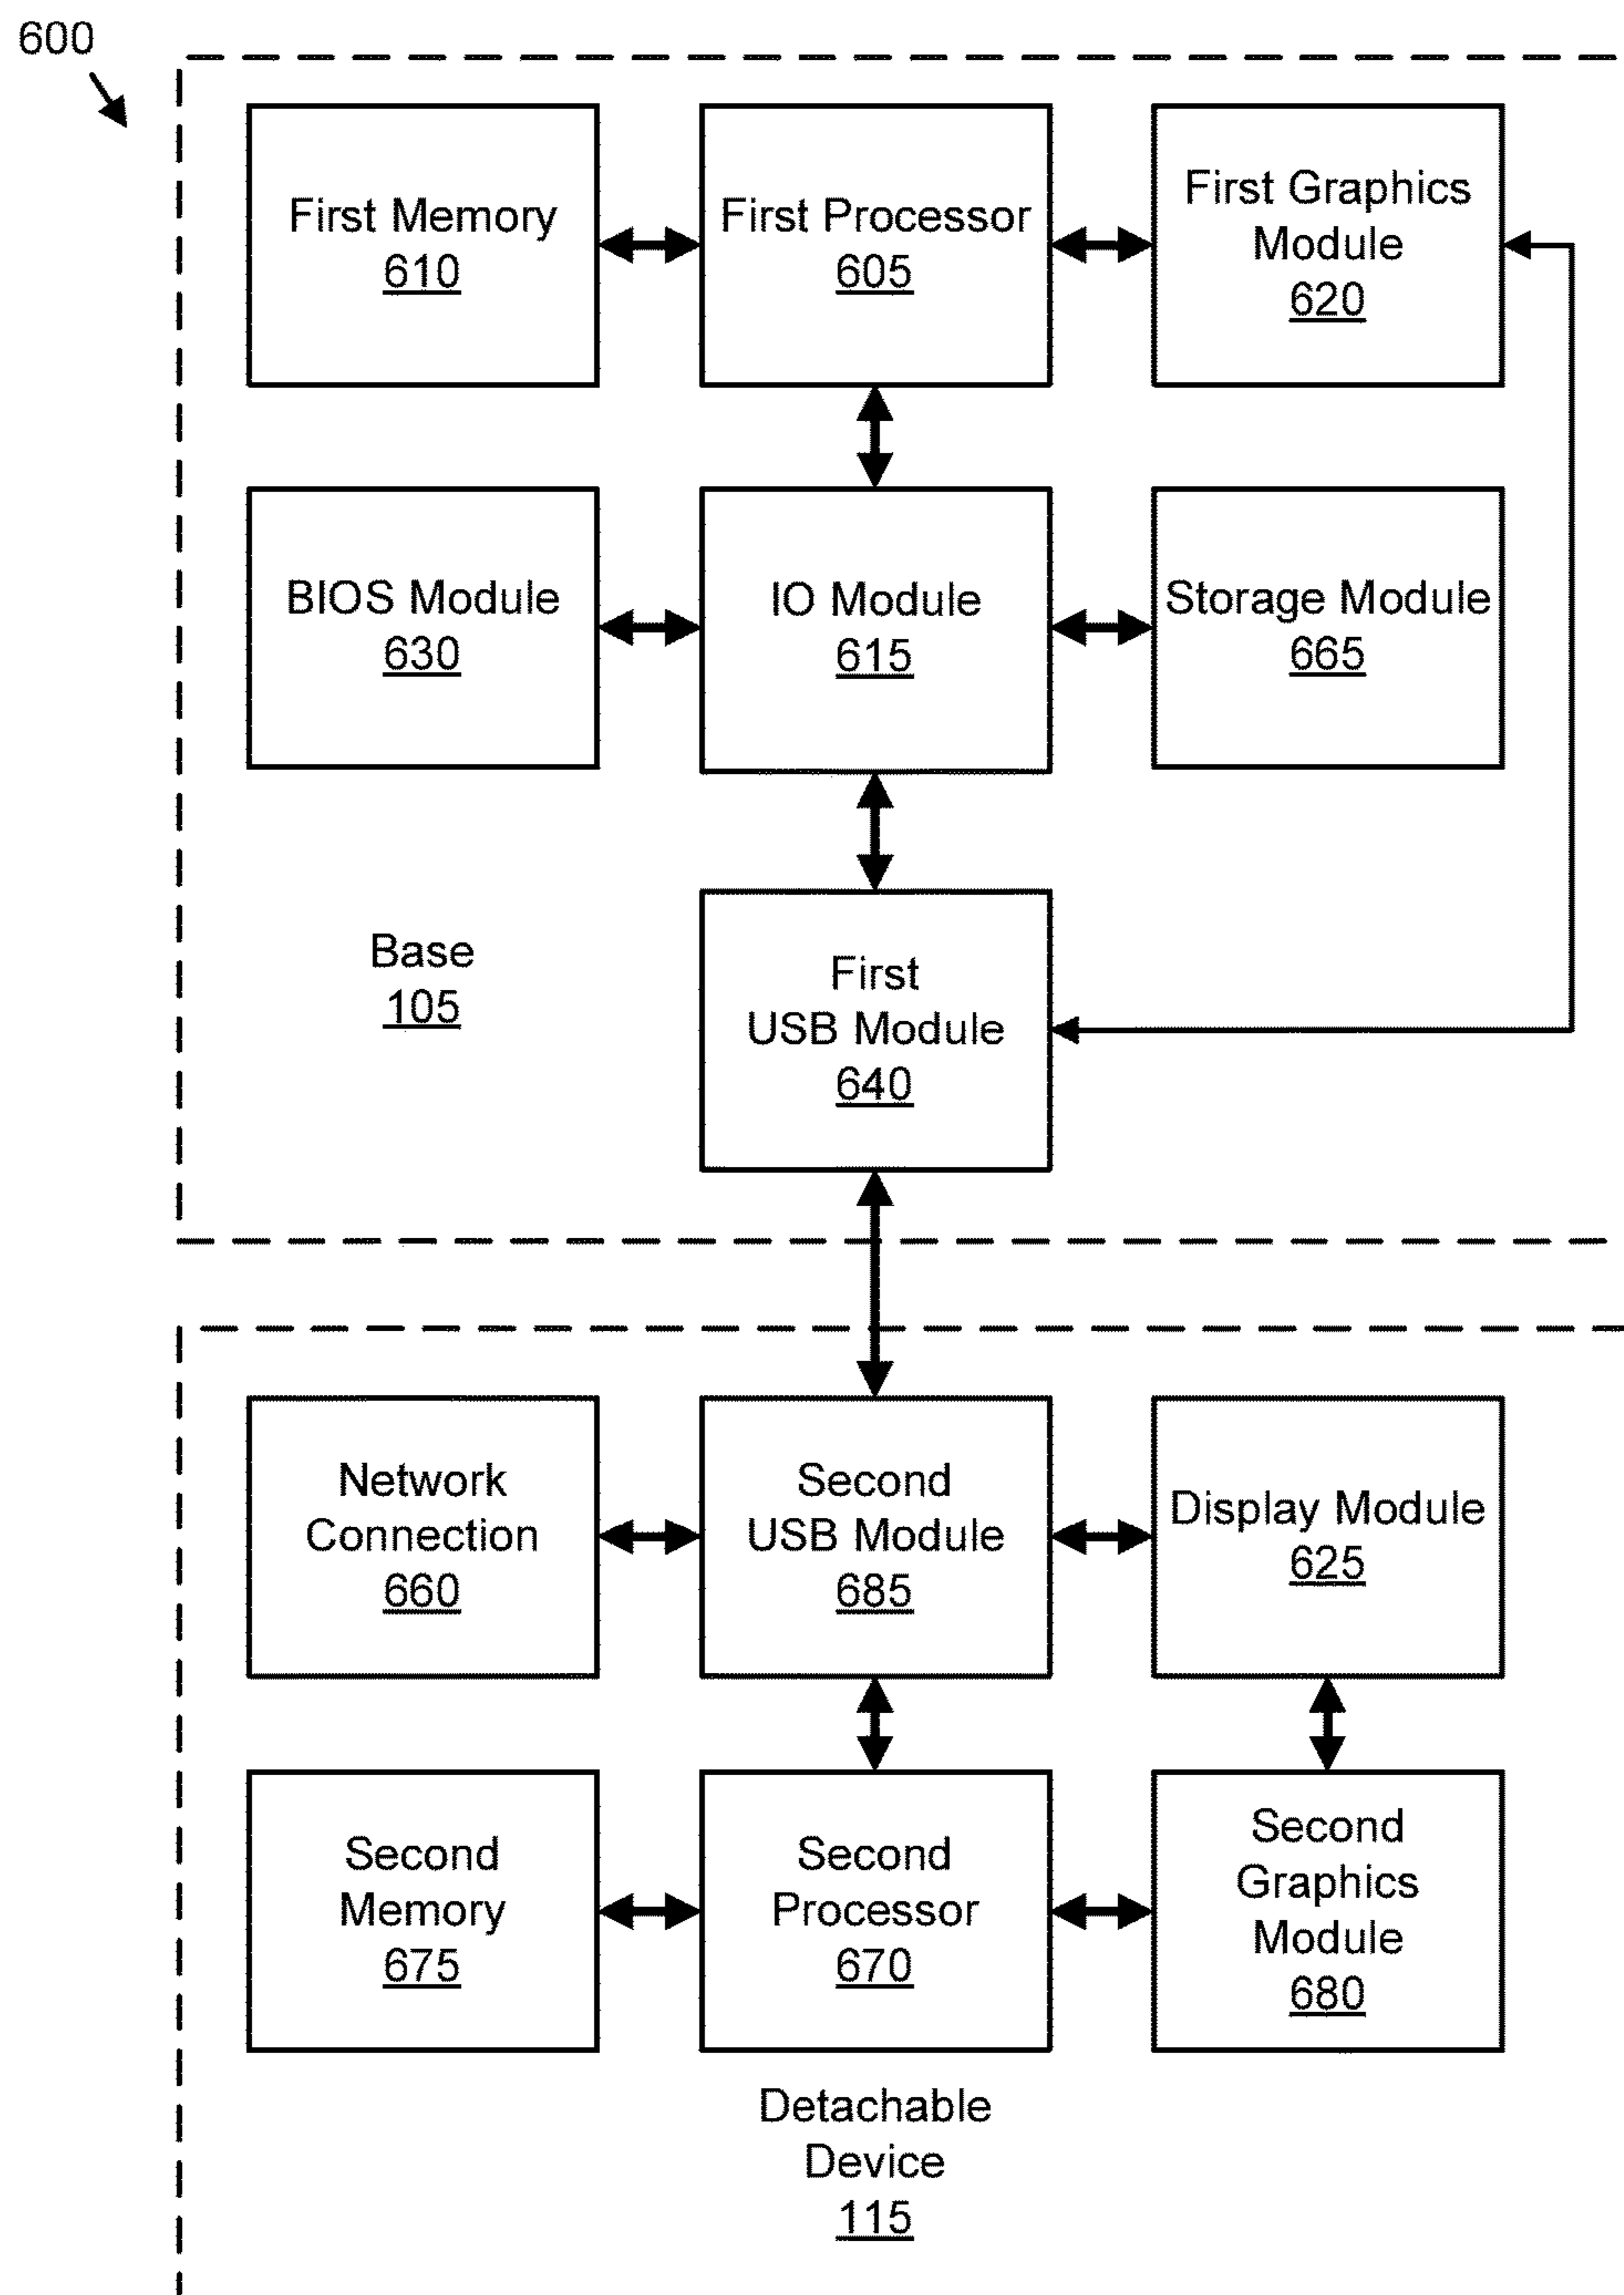 600
First Memory
610
First Processor
605
First Graphics
Module
620
BIOS Module
630
IO Module
615
Storage Module
665
Base
105
First
USB Module
640
Network
Connection
660
Second
USB Module
685
Display Module
625
Second
Memory
675
Second
Processor
670
Second
Graphics
Module
680
Detachable
Device
115